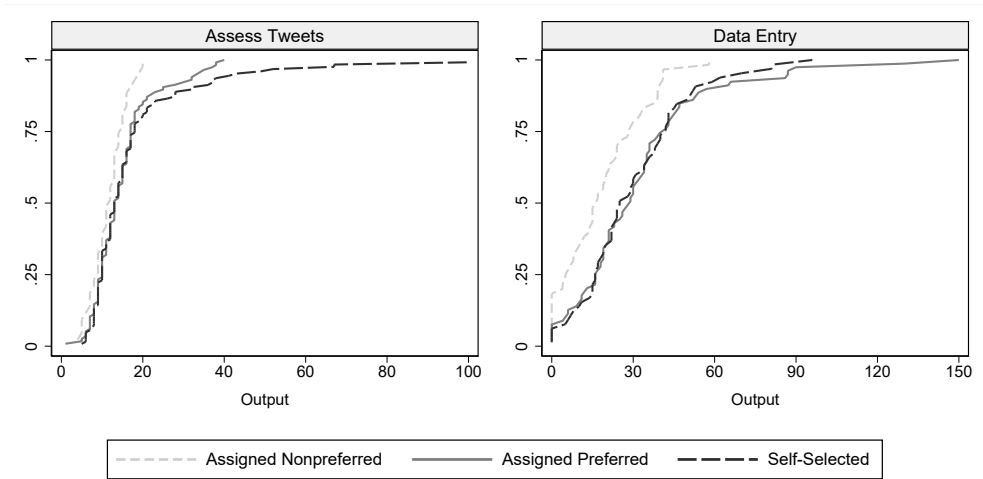 Assess Tweets
Data Entry
1
.75
.5
.25
0
0 20 40 60 80 100
Output
1
.75
.5
.25
0
0 30 60 90 120 150
Output
Assigned Nonpreferred Assigned Preferred Self-Selected